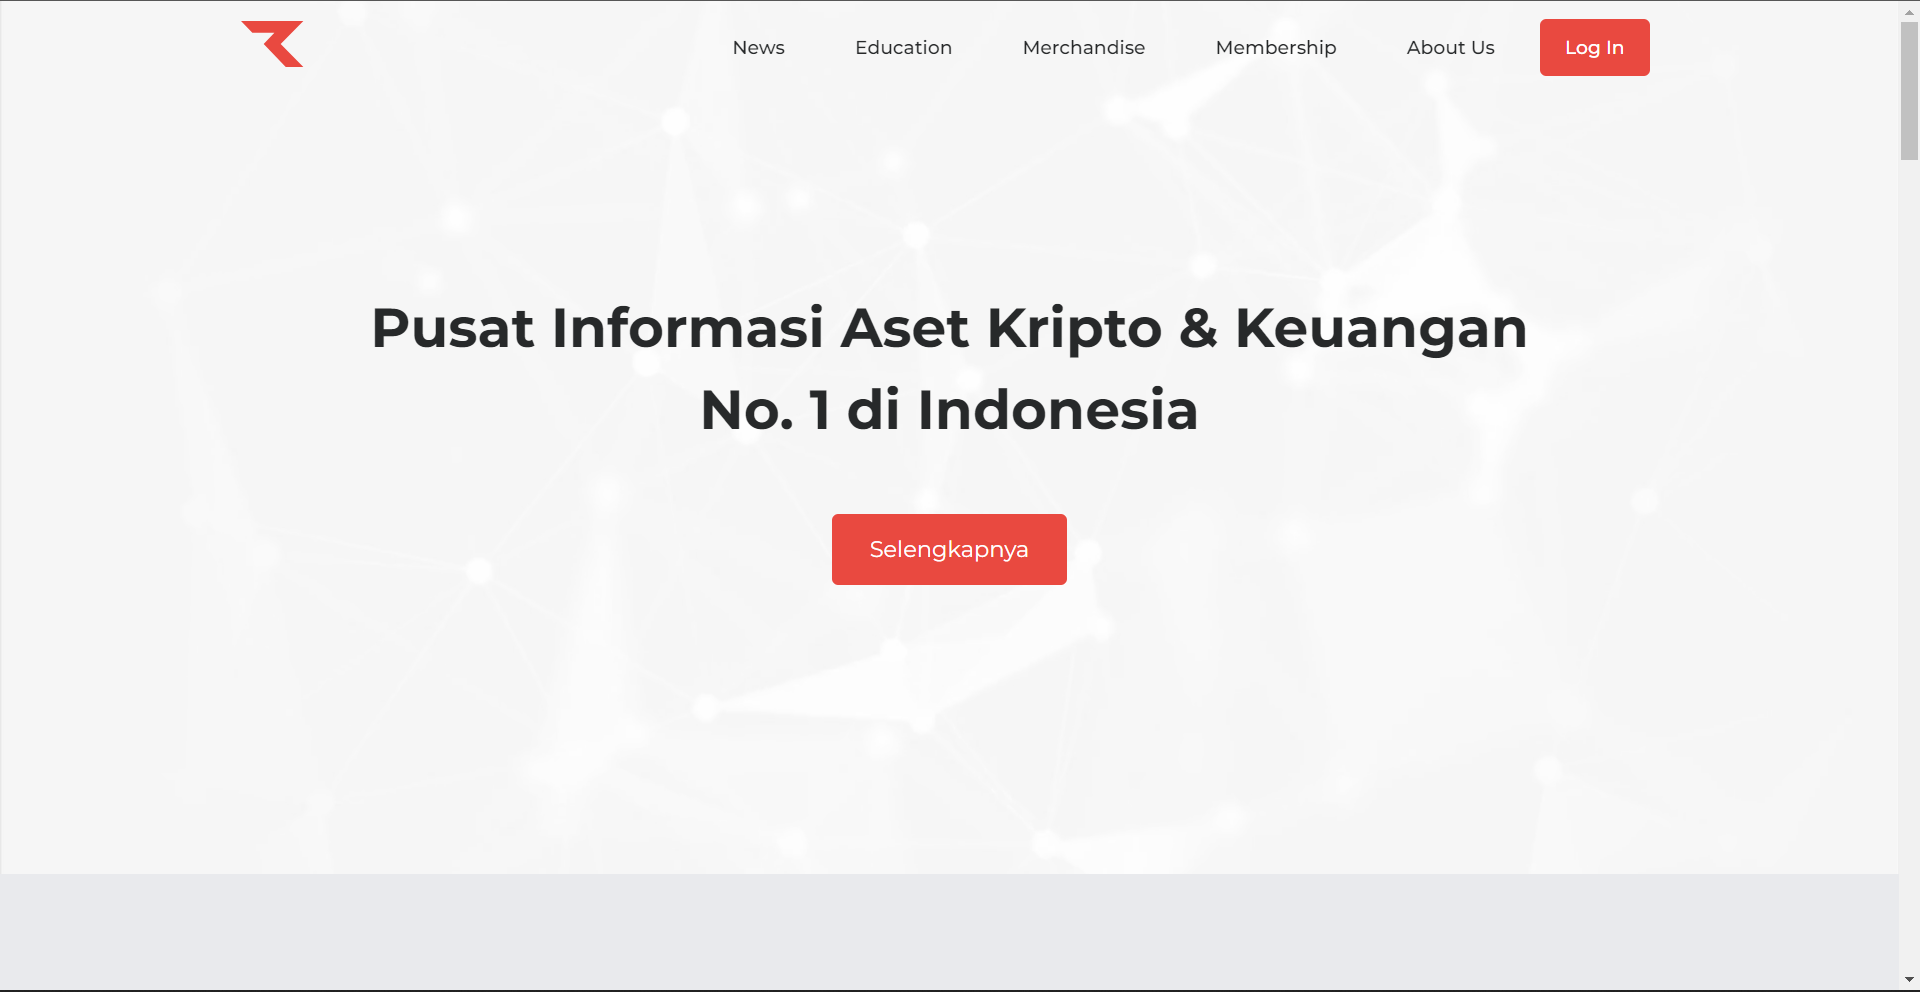 News
Education
Merchandise
Membership
About Us
Log In
Pusat Informasi Aset Kripto & Keuangan
No. 1 di Indonesia
Selengkapnya